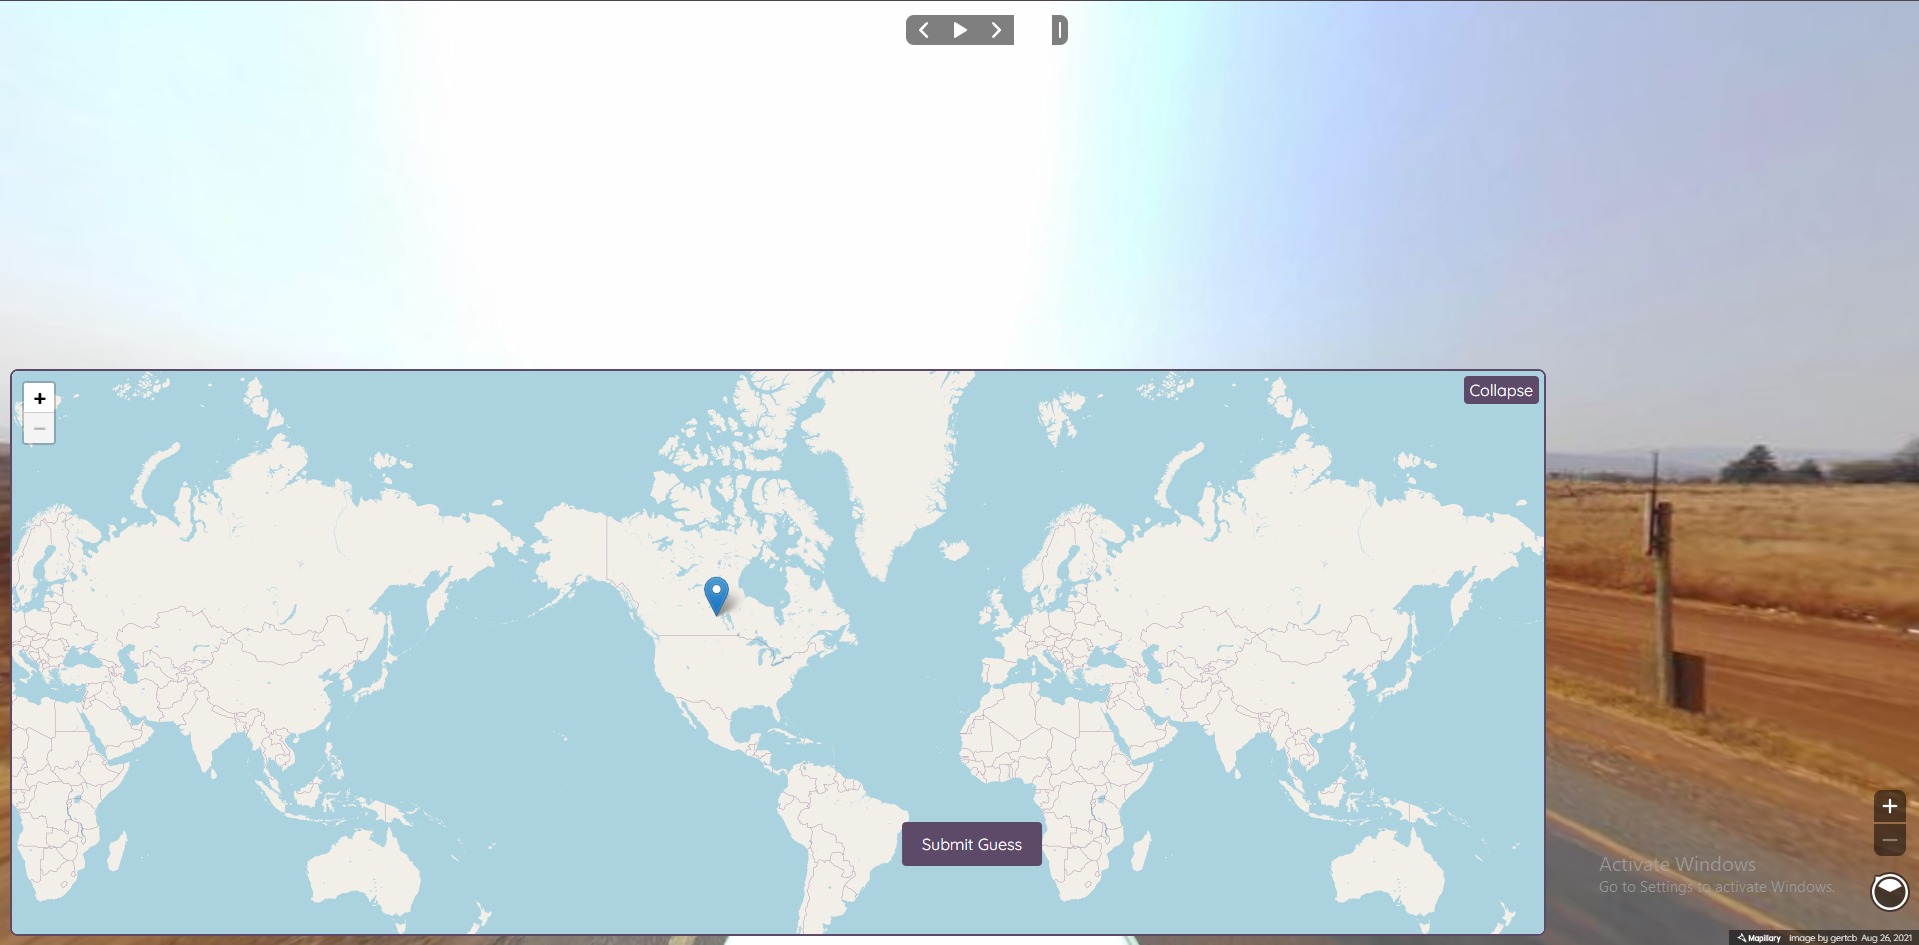 Collapse
+
−
Submit Guess
+
−
Activate Windows
Go to Settings to activate Windows.
Mapillary Image by gertcb Aug 26, 2021